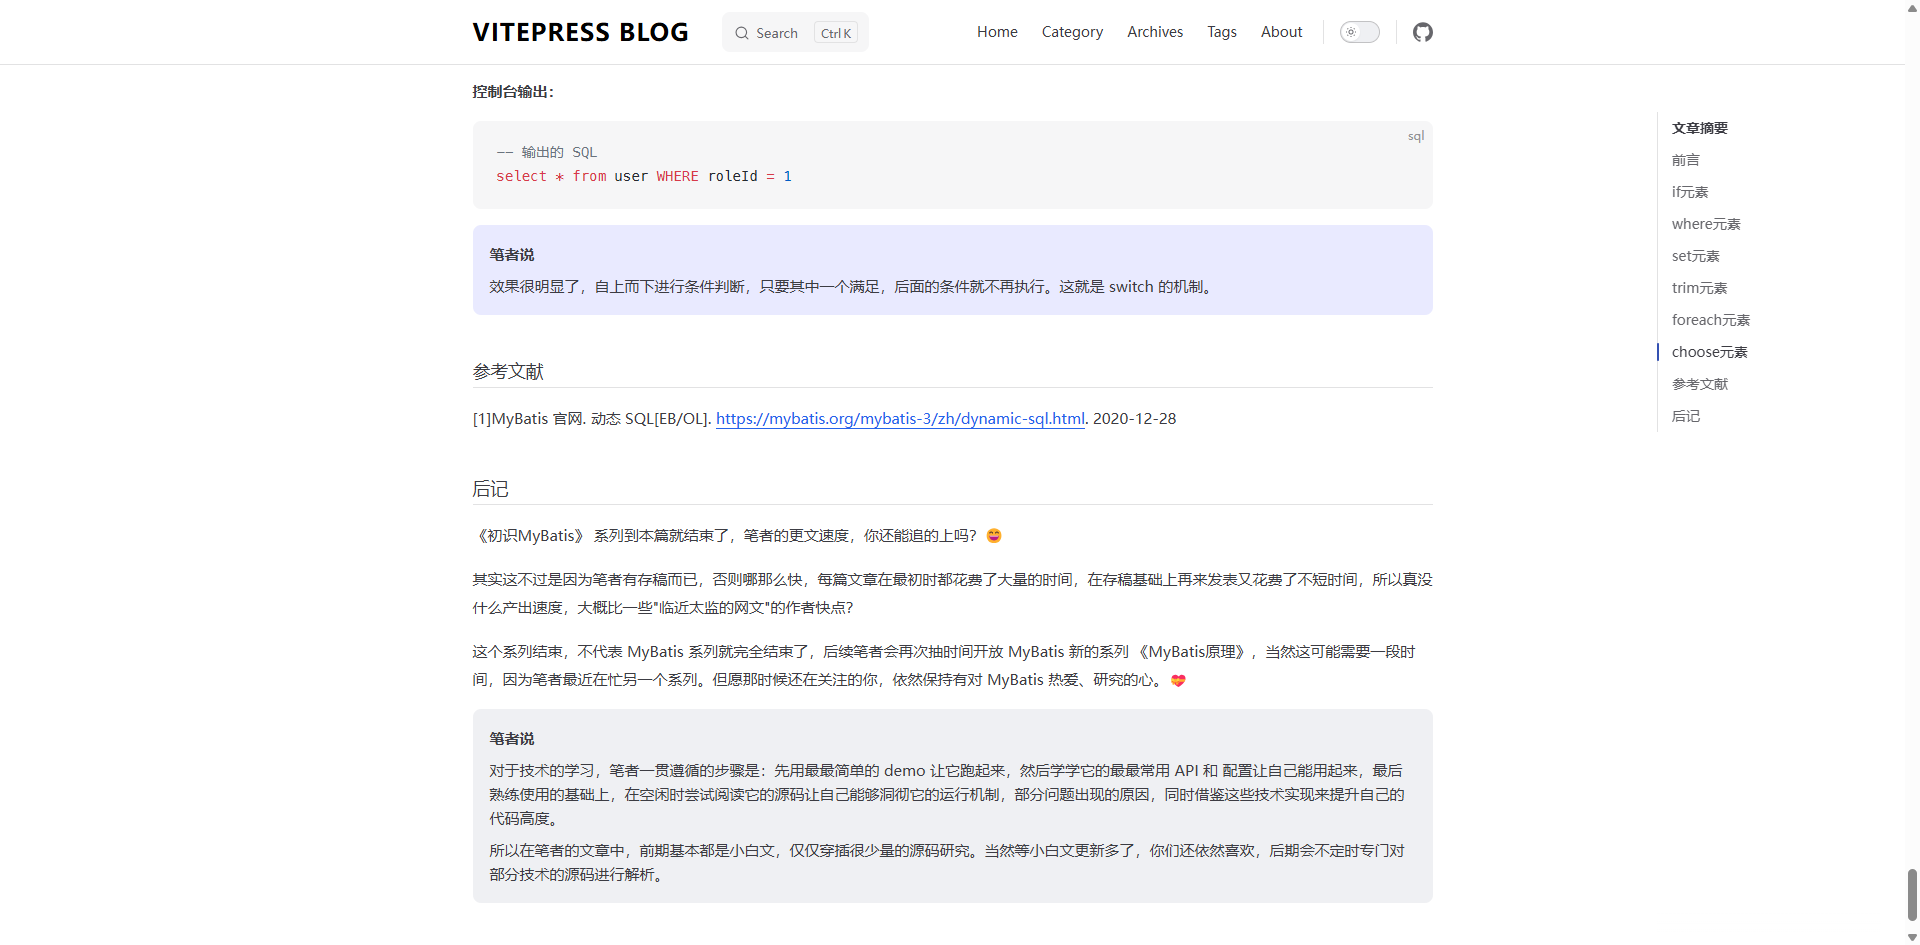 VITEPRESS BLOG
Search
Ctrl K
Home
Category
Archives
Tags
About
控制台输出：
sql
-- 输出的 SQL
select * from user WHERE roleId = 1
笔者说
效果很明显了，自上而下进行条件判断，只要其中一个满足，后面的条件就不再执行。这就是 switch 的机制。
参考文献
[1]MyBatis 官网. 动态 SQL[EB/OL]. https://mybatis.org/mybatis-3/zh/dynamic-sql.html. 2020-12-28
后记
《初识MyBatis》 系列到本篇就结束了，笔者的更文速度，你还能追的上吗？😄
其实这不过是因为笔者有存稿而已，否则哪那么快，每篇文章在最初时都花费了大量的时间，在存稿基础上再来发表又花费了不短时间，所以真没
什么产出速度，大概比一些"临近太监的网文"的作者快点？
这个系列结束，不代表 MyBatis 系列就完全结束了，后续笔者会再次抽时间开放 MyBatis 新的系列 《MyBatis原理》，当然这可能需要一段时
间，因为笔者最近在忙另一个系列。但愿那时候还在关注的你，依然保持有对 MyBatis 热爱、研究的心。💝
笔者说
对于技术的学习，笔者一贯遵循的步骤是：先用最最简单的 demo 让它跑起来，然后学学它的最最常用 API 和 配置让自己能用起来，最后
熟练使用的基础上，在空闲时尝试阅读它的源码让自己能够洞彻它的运行机制，部分问题出现的原因，同时借鉴这些技术实现来提升自己的
代码高度。
所以在笔者的文章中，前期基本都是小白文，仅仅穿插很少量的源码研究。当然等小白文更新多了，你们还依然喜欢，后期会不定时专门对
部分技术的源码进行解析。
文章摘要
前言
if元素
where元素
set元素
trim元素
foreach元素
choose元素
参考文献
后记